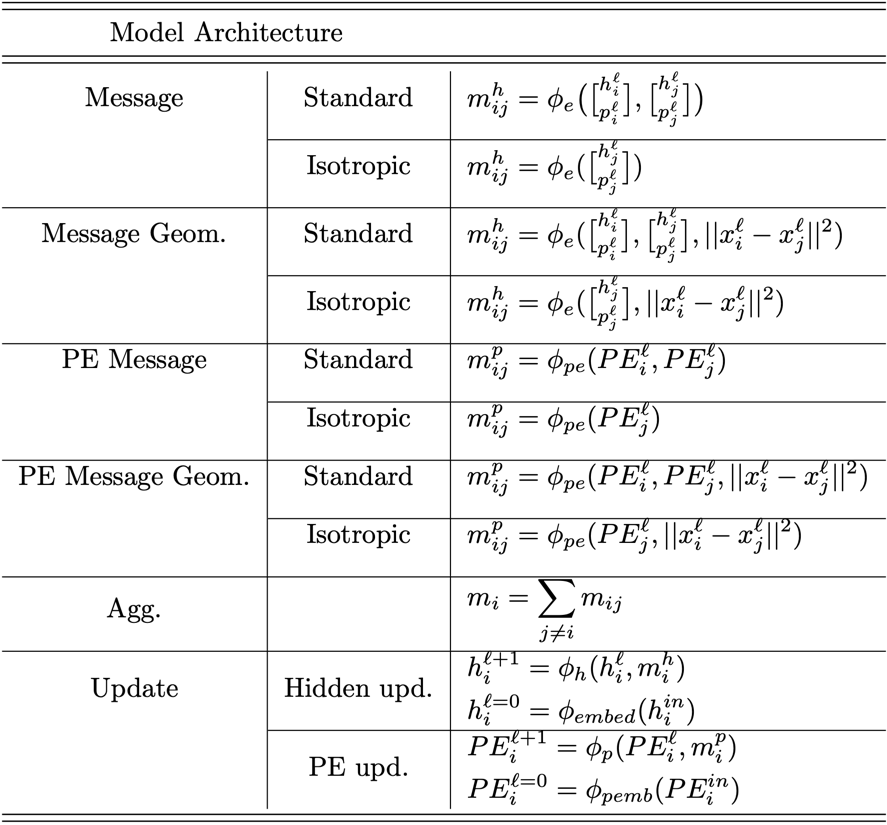 Model Architecture
Message Standard $m_{ij}^{h} = \phi_e(\begin{bmatrix} h_i^{\ell} \\ p_i^{\ell} \end{bmatrix}, \begin{bmatrix} h_j^{\ell} \\ p_j^{\ell} \end{bmatrix})$
Isotropic $m_{ij}^{h} = \phi_e(\begin{bmatrix} h_j^{\ell} \\ p_j^{\ell} \end{bmatrix})$
Message Geom. Standard $m_{ij}^{h} = \phi_e(\begin{bmatrix} h_i^{\ell} \\ p_i^{\ell} \end{bmatrix}, \begin{bmatrix} h_j^{\ell} \\ p_j^{\ell} \end{bmatrix}, ||x_i^{\ell} - x_j^{\ell}||^2)$
Isotropic $m_{ij}^{h} = \phi_e(\begin{bmatrix} h_j^{\ell} \\ p_j^{\ell} \end{bmatrix}, ||x_i^{\ell} - x_j^{\ell}||^2)$
PE Message Standard $m_{ij}^{p} = \phi_{pe}(PE_i^{\ell}, PE_j^{\ell})$
Isotropic $m_{ij}^{p} = \phi_{pe}(PE_j^{\ell})$
PE Message Geom. Standard $m_{ij}^{p} = \phi_{pe}(PE_i^{\ell}, PE_j^{\ell}, ||x_i^{\ell} - x_j^{\ell}||^2)$
Isotropic $m_{ij}^{p} = \phi_{pe}(PE_j^{\ell}, ||x_i^{\ell} - x_j^{\ell}||^2)$
Agg. $m_i = \sum_{j \neq i} m_{ij}$
Update Hidden upd. $h_i^{\ell+1} = \phi_h(h_i^{\ell}, m_i^{h})$
$h_i^{\ell=0} = \phi_{embed}(h_i^{in})$
PE upd. $PE_i^{\ell+1} = \phi_p(PE_i^{\ell}, m_i^{p})$
$PE_i^{\ell=0} = \phi_{pemb}(PE_i^{in})$